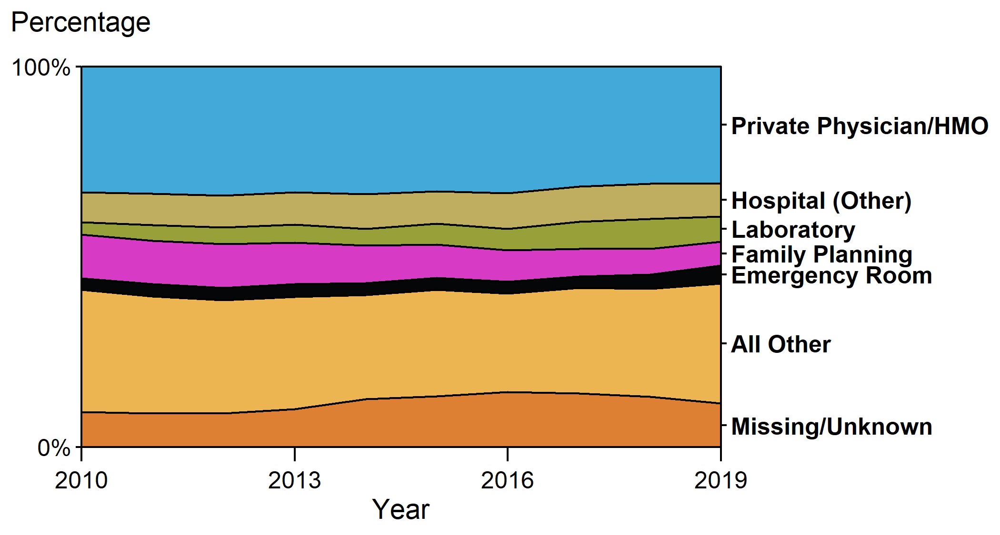 Percentage
100%
Private Physician/HMO
Hospital (Other)
Laboratory
Family Planning
Emergency Room
All Other
Missing/Unknown
0%
2010 2013 2016 2019
Year